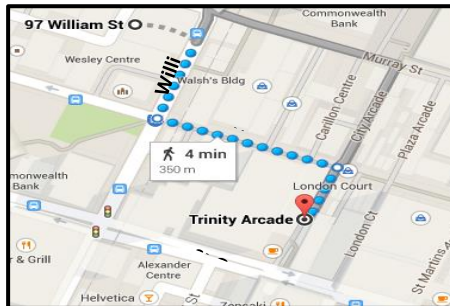 Commonwealth
Bank
97 William St
Murray St
Wesley Centre
Walsh's Bldg
Willi
Carillon Centre
City/Arcade
Plaza Arcade
4 min
350 m
mmonwealth
Bank
London Court
Trinity Arcade
London Ct
St Martins
r & Grill
Alexander
Centre
Helvetica
St